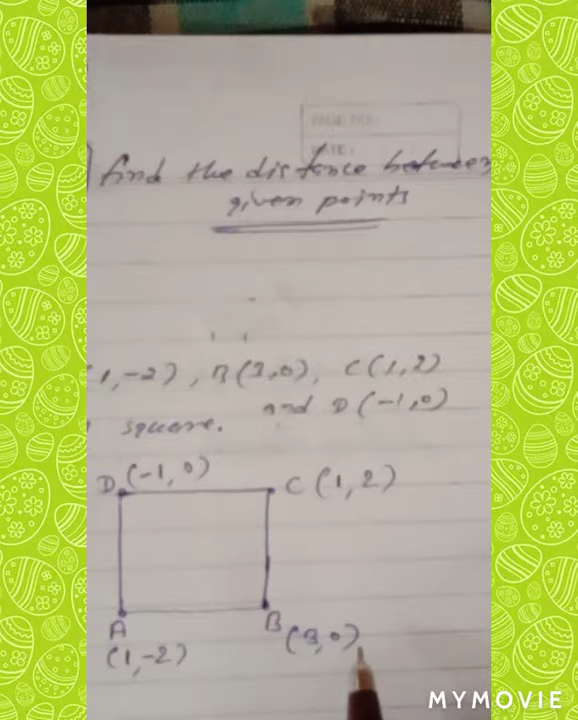 find the distance between
given points
1,-2), B(3,0), C(1,2)
and D(-1,0)
square.
D (-1, 0)
C (1, 2)
A
(1,-2)
B
(3,0)
MYMOVIE